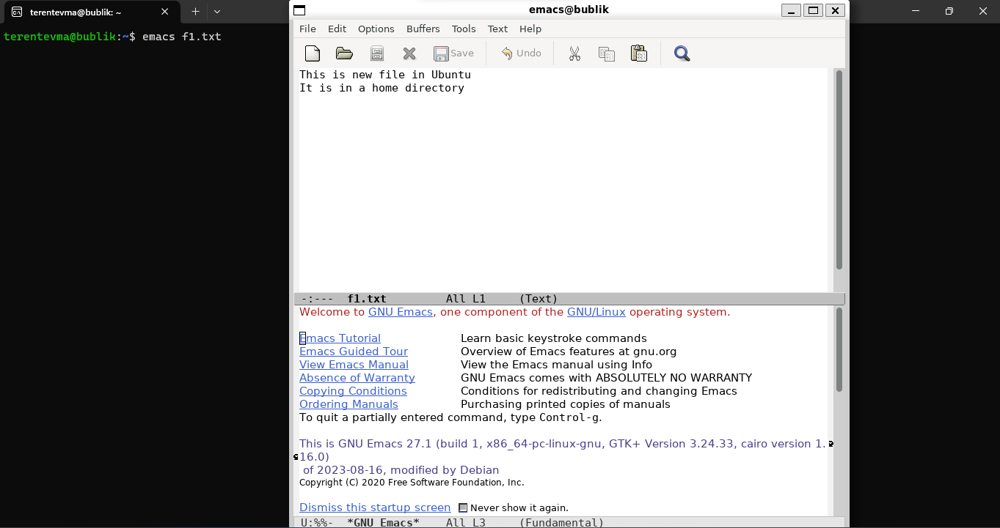 terentevma@bublik: ~
terentevma@bublik:~$ emacs f1.txt
emacs@bublik
File Edit Options Buffers Tools Text Help
Save Undo
This is new file in Ubuntu
It is in a home directory
-:--- f1.txt All L1 (Text)
Welcome to GNU Emacs, one component of the GNU/Linux operating system.
Emacs Tutorial Learn basic keystroke commands
Emacs Guided Tour Overview of Emacs features at gnu.org
View Emacs Manual View the Emacs manual using Info
Absence of Warranty GNU Emacs comes with ABSOLUTELY NO WARRANTY
Copying Conditions Conditions for redistributing and changing Emacs
Ordering Manuals Purchasing printed copies of manuals
To quit a partially entered command, type Control-g.
This is GNU Emacs 27.1 (build 1, x86_64-pc-linux-gnu, GTK+ Version 3.24.33, cairo version 1.
16.0)
of 2023-08-16, modified by Debian
Copyright (C) 2020 Free Software Foundation, Inc.
Dismiss this startup screen Never show it again.
U:%%- *GNU Emacs* All L3 (Fundamental)